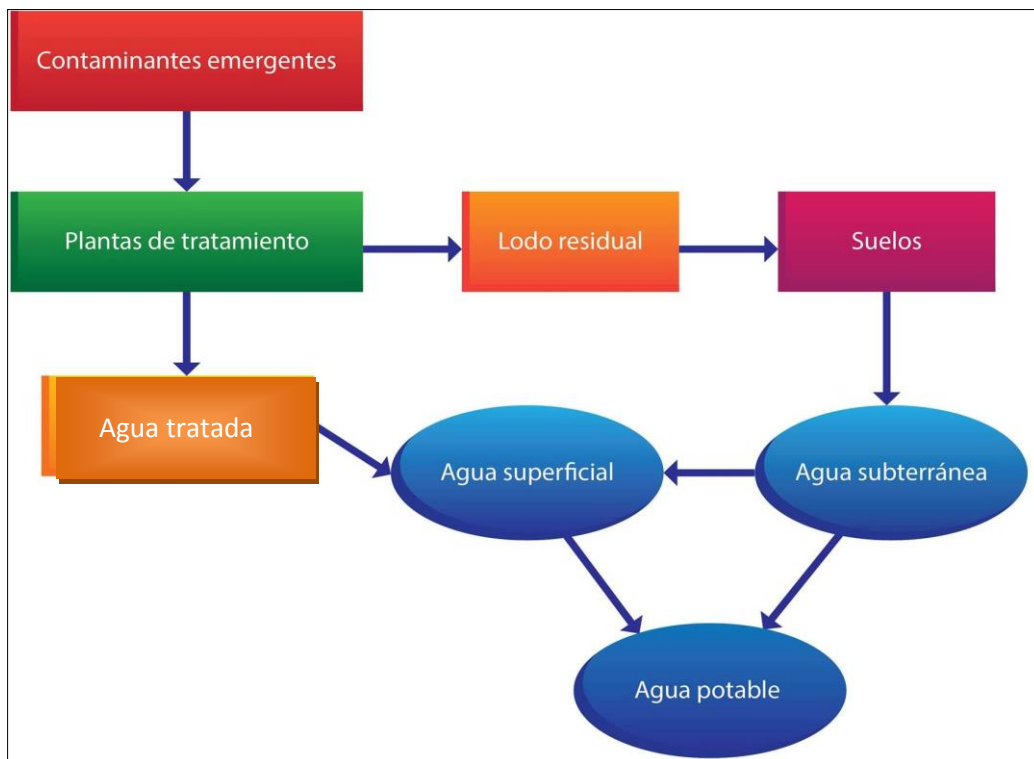 Contaminantes emergentes
Plantas de tratamiento
Lodo residual
Suelos
Agua tratada
Agua superficial
Agua subterránea
Agua potable